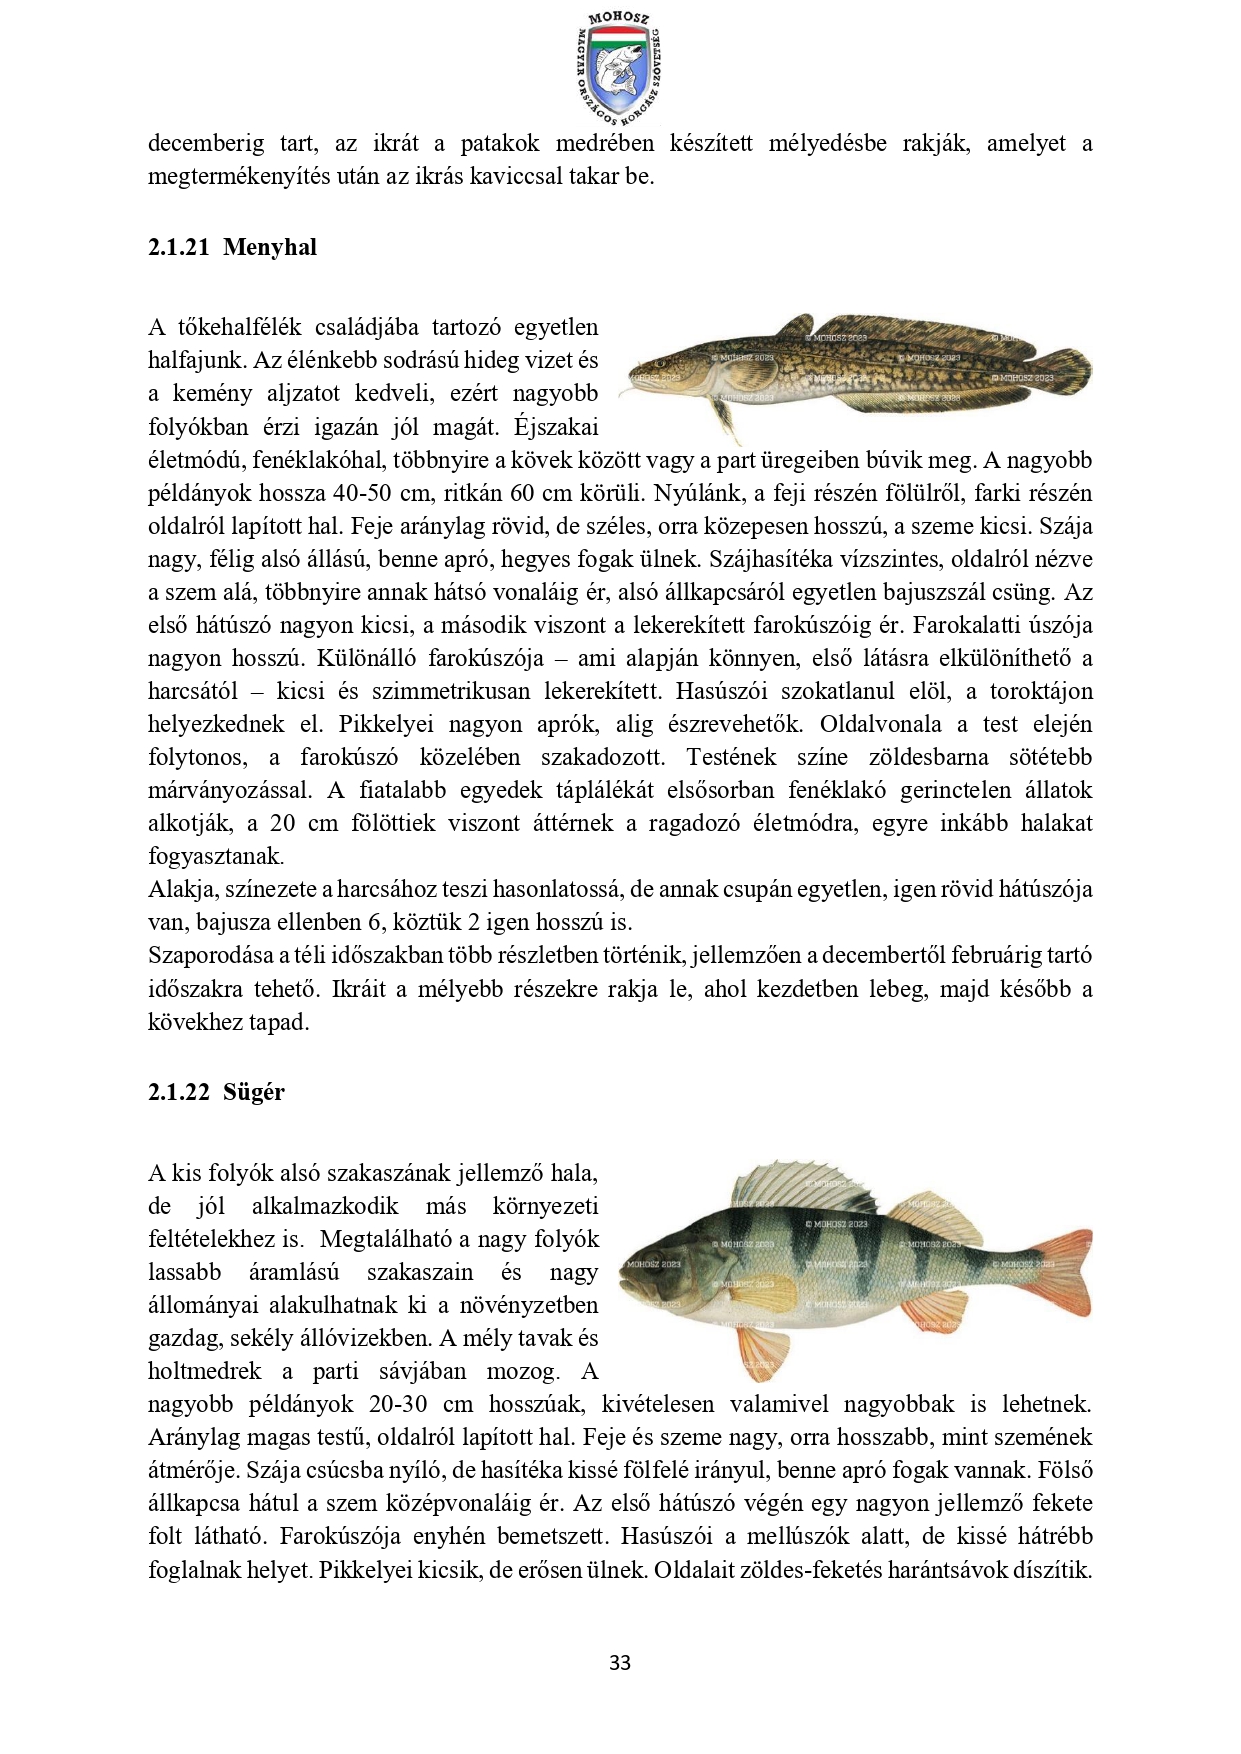 MOHOSZ
MAGYAR ORSZÁGOS HORGÁSZ SZÖVETSÉG
decemberig tart, az ikrát a patakok medrében készített mélyedésbe rakják, amelyet a
megtermékenyítés után az ikrás kaviccsal takar be.
2.1.21 Menyhal
A tőkehalfélék családjába tartozó egyetlen
halfajunk. Az élénkebb sodrású hideg vizet és
a kemény aljzatot kedveli, ezért nagyobb
folyókban érzi igazán jól magát. Éjszakai
életmódú, fenéklakóhal, többnyire a kövek között vagy a part üregeiben búvik meg. A nagyobb
példányok hossza 40-50 cm, ritkán 60 cm körüli. Nyúlánk, a feji részén fölülről, farki részén
oldalról lapított hal. Feje aránylag rövid, de széles, orra közepesen hosszú, a szeme kicsi. Szája
nagy, félig alsó állású, benne apró, hegyes fogak ülnek. Szájhasítéka vízszintes, oldalról nézve
a szem alá, többnyire annak hátsó vonaláig ér, alsó állkapcsáról egyetlen bajuszszál csüng. Az
első hátúszó nagyon kicsi, a második viszont a lekerekített farokúszóig ér. Farokalatti úszója
nagyon hosszú. Különálló farokúszója – ami alapján könnyen, első látásra elkülöníthető a
harcsától – kicsi és szimmetrikusan lekerekített. Hasúszói szokatlanul elöl, a toroktájon
helyezkednek el. Pikkelyei nagyon aprók, alig észrevehetők. Oldalvonala a test elején
folytonos, a farokúszó közelében szakadozott. Testének színe zöldesbarna sötétebb
márványozással. A fiatalabb egyedek táplálékát elsősorban fenéklakó gerinctelen állatok
alkotják, a 20 cm fölöttiek viszont áttérnek a ragadozó életmódra, egyre inkább halakat
fogyasztanak.
Alakja, színezete a harcsához teszi hasonlatossá, de annak csupán egyetlen, igen rövid hátúszója
van, bajusza ellenben 6, köztük 2 igen hosszú is.
Szaporodása a téli időszakban több részletben történik, jellemzően a decembertől februárig tartó
időszakra tehető. Ikráit a mélyebb részekre rakja le, ahol kezdetben lebeg, majd később a
kövekhez tapad.
2.1.22 Sügér
A kis folyók alsó szakaszának jellemző hala,
de jól alkalmazkodik más környezeti
feltételekhez is. Megtalálható a nagy folyók
lassabb áramlású szakaszain és nagy
állományai alakulhatnak ki a növényzetben
gazdag, sekély állóvizekben. A mély tavak és
holtmedrek a parti sávjában mozog. A
nagyobb példányok 20-30 cm hosszúak, kivételesen valamivel nagyobbak is lehetnek.
Aránylag magas testű, oldalról lapított hal. Feje és szeme nagy, orra hosszabb, mint szemének
átmérője. Szája csúcsba nyíló, de hasítéka kissé fölfelé irányul, benne apró fogak vannak. Fölső
állkapcsa hátul a szem középvonaláig ér. Az első hátúszó végén egy nagyon jellemző fekete
folt látható. Farokúszója enyhén bemetszett. Hasúszói a mellúszók alatt, de kissé hátrébb
foglalnak helyet. Pikkelyei kicsik, de erősen ülnek. Oldalait zöldes-feketés harántsávok díszítik.
33